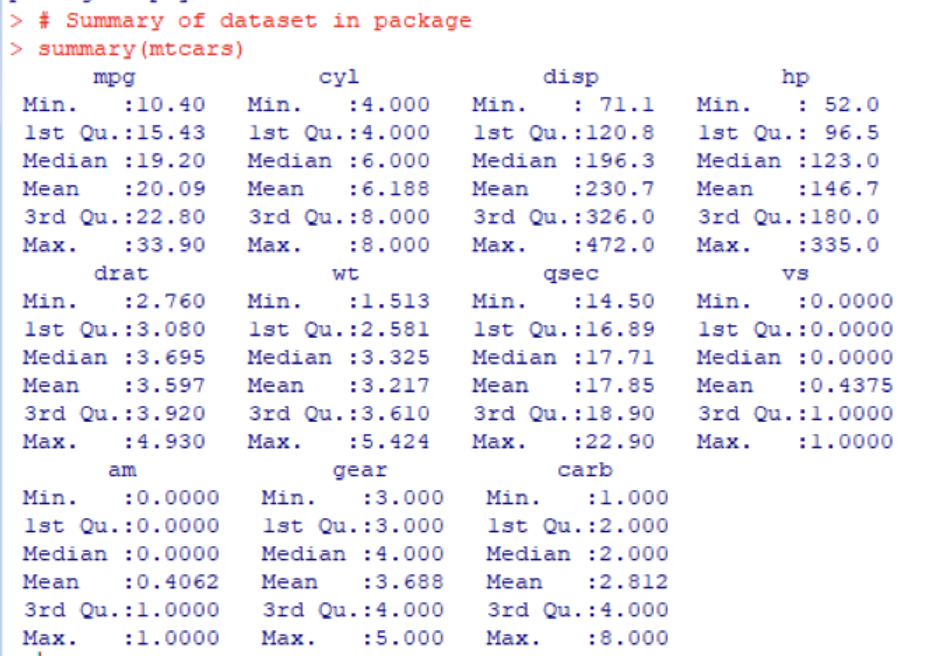 > # Summary of dataset in package
> summary(mtcars)
      mpg             cyl             disp             hp
 Min.   :10.40   Min.   :4.000   Min.   : 71.1   Min.   : 52.0
 1st Qu.:15.43   1st Qu.:4.000   1st Qu.:120.8   1st Qu.: 96.5
 Median :19.20   Median :6.000   Median :196.3   Median :123.0
 Mean   :20.09   Mean   :6.188   Mean   :230.7   Mean   :146.7
 3rd Qu.:22.80   3rd Qu.:8.000   3rd Qu.:326.0   3rd Qu.:180.0
 Max.   :33.90   Max.   :8.000   Max.   :472.0   Max.   :335.0
      drat             wt             qsec             vs
 Min.   :2.760   Min.   :1.513   Min.   :14.50   Min.   :0.0000
 1st Qu.:3.080   1st Qu.:2.581   1st Qu.:16.89   1st Qu.:0.0000
 Median :3.695   Median :3.325   Median :17.71   Median :0.0000
 Mean   :3.597   Mean   :3.217   Mean   :17.85   Mean   :0.4375
 3rd Qu.:3.920   3rd Qu.:3.610   3rd Qu.:18.90   3rd Qu.:1.0000
 Max.   :4.930   Max.   :5.424   Max.   :22.90   Max.   :1.0000
       am              gear            carb
 Min.   :0.0000   Min.   :3.000   Min.   :1.000
 1st Qu.:0.0000   1st Qu.:3.000   1st Qu.:2.000
 Median :0.0000   Median :4.000   Median :2.000
 Mean   :0.4062   Mean   :3.688   Mean   :2.812
 3rd Qu.:1.0000   3rd Qu.:4.000   3rd Qu.:4.000
 Max.   :1.0000   Max.   :5.000   Max.   :8.000